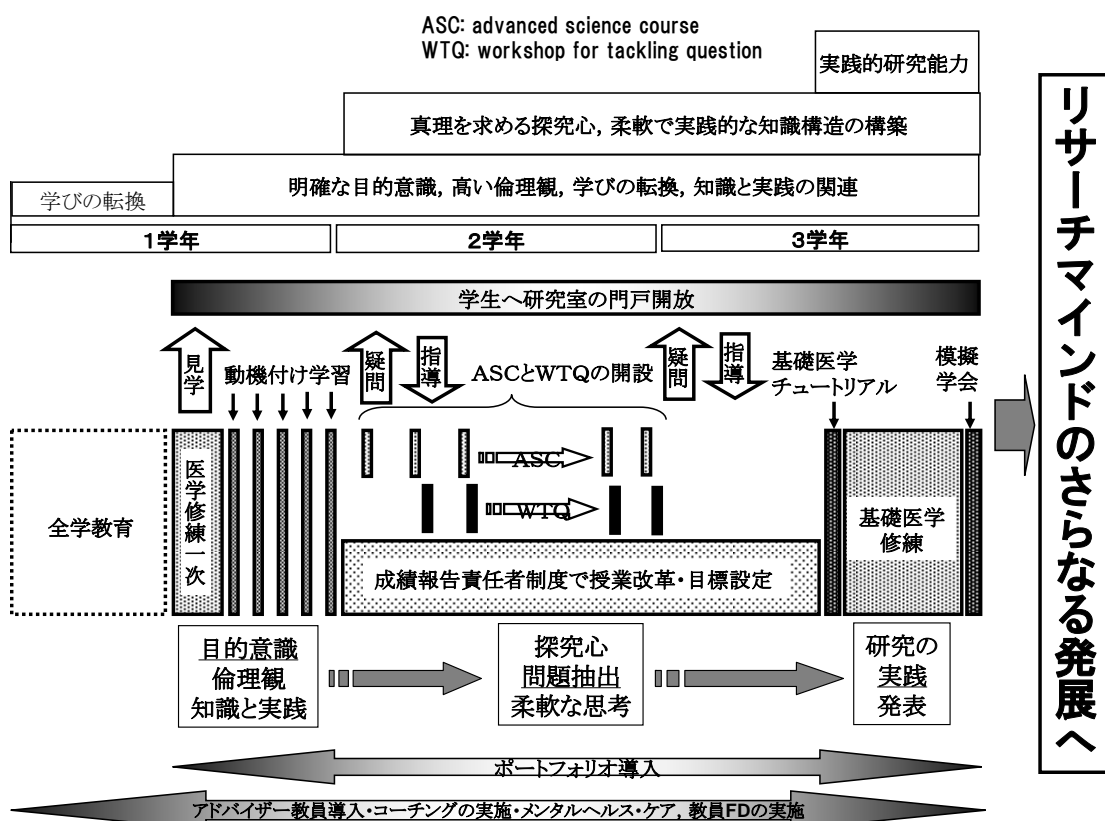 ASC: advanced science course
WTQ: workshop for tackling question
実践的研究能力
真理を求める探究心, 柔軟で実践的な知識構造の構築
学びの転換
明確な目的意識, 高い倫理観, 学びの転換, 知識と実践の関連
1学年
2学年
3学年
学生へ研究室の門戸開放
見学
動機付け学習
疑問
指導
ASCとWTQの開設
疑問
指導
基礎医学
チュートリアル
模擬
学会
全学教育
医学修練一次
ASC
WTQ
成績報告責任者制度で授業改革・目標設定
基礎医学
修練
目的意識
倫理観
知識と実践
探究心
問題抽出
柔軟な思考
研究の
実践
発表
ポートフォリオ導入
アドバイザー教員導入・コーチングの実施・メンタルヘルス・ケア, 教員FDの実施
リサーチマインドのさらなる発展へ